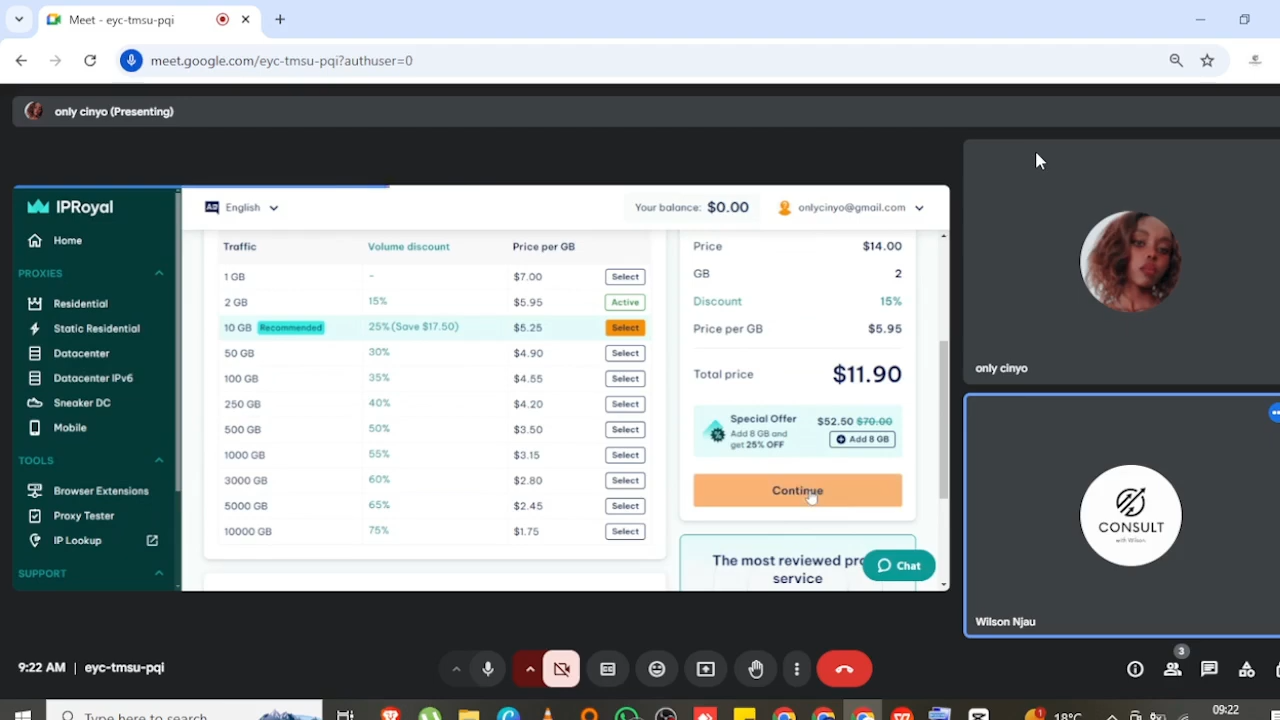 Meet - eyc-tmsu-pqi
meet.google.com/eyc-tmsu-pqi?authuser=0
only cinyo (Presenting)
IPRoyal
Home
PROXIES
Residential
Static Residential
Datacenter
Datacenter IPv6
Sneaker DC
Mobile
TOOLS
Browser Extensions
Proxy Tester
IP Lookup
SUPPORT
English
Your balance: $0.00
onlycinyo@gmail.com
Traffic Volume discount Price per GB
1 GB - $7.00 Select
2 GB 15% $5.95 Active
10 GB Recommended 25% (Save $17.50) $5.25 Select
50 GB 30% $4.90 Select
100 GB 35% $4.55 Select
250 GB 40% $4.20 Select
500 GB 50% $3.50 Select
1000 GB 55% $3.15 Select
3000 GB 60% $2.80 Select
5000 GB 65% $2.45 Select
10000 GB 75% $1.75 Select
Price $14.00
GB 2
Discount 15%
Price per GB $5.95
Total price $11.90
Special Offer $52.50 $70.00
Add 8 GB and
get 25% OFF
Add 8 GB
Continue
The most reviewed pro
service
Chat
only cinyo
CONSULT
with Wilson
Wilson Njau
9:22 AM | eyc-tmsu-pqi
3
Type here to search
18°C
09:22